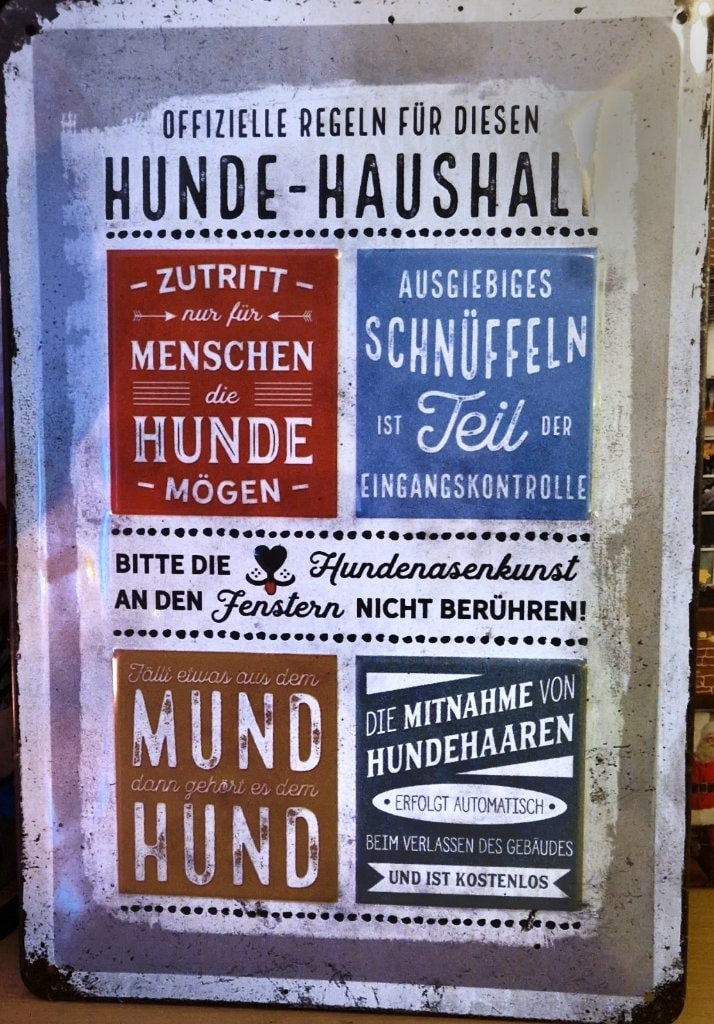 OFFIZIELLE REGELN FÜR DIESEN
HUNDE-HAUSHALT
– ZUTRITT –
nur für
MENSCHEN
die
HUNDE
– MÖGEN –
AUSGIEBIGES
SCHNÜFFELN
IST Teil DER
EINGANGSKONTROLLE
BITTE DIE Hundenasenkunst
AN DEN Fenstern NICHT BERÜHREN!
Fällt etwas aus dem
MUND
dann gehört es dem
HUND
DIE MITNAHME VON
HUNDEHAAREN
• ERFOLGT AUTOMATISCH •
BEIM VERLASSEN DES GEBÄUDES
UND IST KOSTENLOS